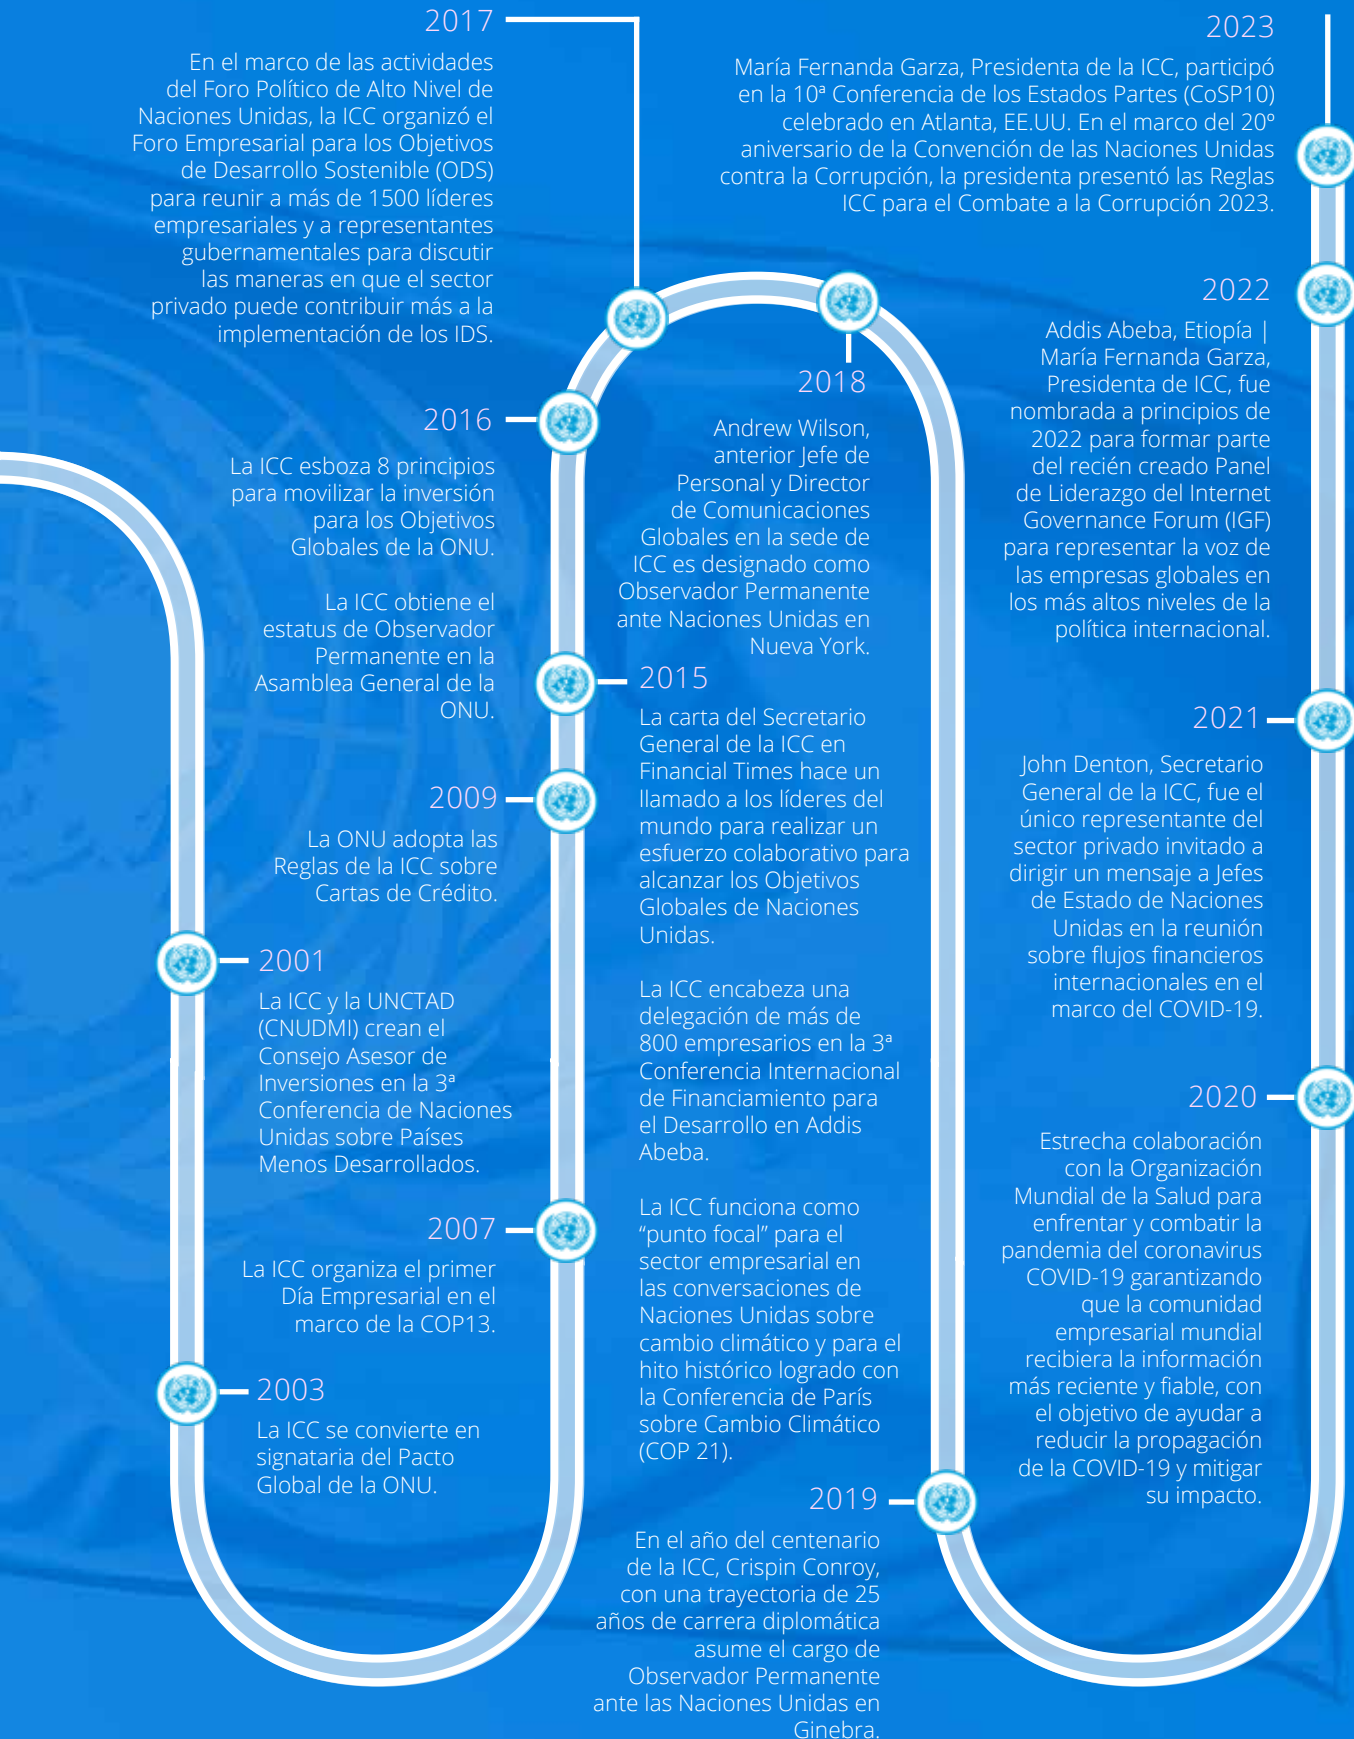 2017
En el marco de las actividades
del Foro Político de Alto Nivel de
Naciones Unidas, la ICC organizó el
Foro Empresarial para los Objetivos
de Desarrollo Sostenible (ODS)
para reunir a más de 1500 líderes
empresariales y a representantes
gubernamentales para discutir
las maneras en que el sector
privado puede contribuir más a la
implementación de los IDS.
2016
La ICC esboza 8 principios
para movilizar la inversión
para los Objetivos
Globales de la ONU.
La ICC obtiene el
estatus de Observador
Permanente en la
Asamblea General de la
ONU.
2009
La ONU adopta las
Reglas de la ICC sobre
Cartas de Crédito.
2001
La ICC y la UNCTAD
(CNUDMI) crean el
Consejo Asesor de
Inversiones en la 3ª
Conferencia de Naciones
Unidas sobre Países
Menos Desarrollados.
2007
La ICC organiza el primer
Día Empresarial en el
marco de la COP13.
2003
La ICC se convierte en
signataria del Pacto
Global de la ONU.
2018
Andrew Wilson,
anterior Jefe de
Personal y Director
de Comunicaciones
Globales en la sede de
ICC es designado como
Observador Permanente
ante Naciones Unidas en
Nueva York.
2015
La carta del Secretario
General de la ICC en
Financial Times hace un
llamado a los líderes del
mundo para realizar un
esfuerzo colaborativo para
alcanzar los Objetivos
Globales de Naciones
Unidas.
La ICC encabeza una
delegación de más de
800 empresarios en la 3ª
Conferencia Internacional
de Financiamiento para
el Desarrollo en Addis
Abeba.
La ICC funciona como
“punto focal” para el
sector empresarial en
las conversaciones de
Naciones Unidas sobre
cambio climático y para el
hito histórico logrado con
la Conferencia de París
sobre Cambio Climático
(COP 21).
2019
En el año del centenario
de la ICC, Crispin Conroy,
con una trayectoria de 25
años de carrera diplomática
asume el cargo de
Observador Permanente
ante las Naciones Unidas en
Ginebra.
2023
María Fernanda Garza, Presidenta de la ICC, participó
en la 10ª Conferencia de los Estados Partes (CoSP10)
celebrado en Atlanta, EE.UU. En el marco del 20º
aniversario de la Convención de las Naciones Unidas
contra la Corrupción, la presidenta presentó las Reglas
ICC para el Combate a la Corrupción 2023.
2022
Addis Abeba, Etiopía |
María Fernanda Garza,
Presidenta de ICC, fue
nombrada a principios de
2022 para formar parte
del recién creado Panel
de Liderazgo del Internet
Governance Forum (IGF)
para representar la voz de
las empresas globales en
los más altos niveles de la
política internacional.
2021
John Denton, Secretario
General de la ICC, fue el
único representante del
sector privado invitado a
dirigir un mensaje a Jefes
de Estado de Naciones
Unidas en la reunión
sobre flujos financieros
internacionales en el
marco del COVID-19.
2020
Estrecha colaboración
con la Organización
Mundial de la Salud para
enfrentar y combatir la
pandemia del coronavirus
COVID-19 garantizando
que la comunidad
empresarial mundial
recibiera la información
más reciente y fiable, con
el objetivo de ayudar a
reducir la propagación
de la COVID-19 y mitigar
su impacto.